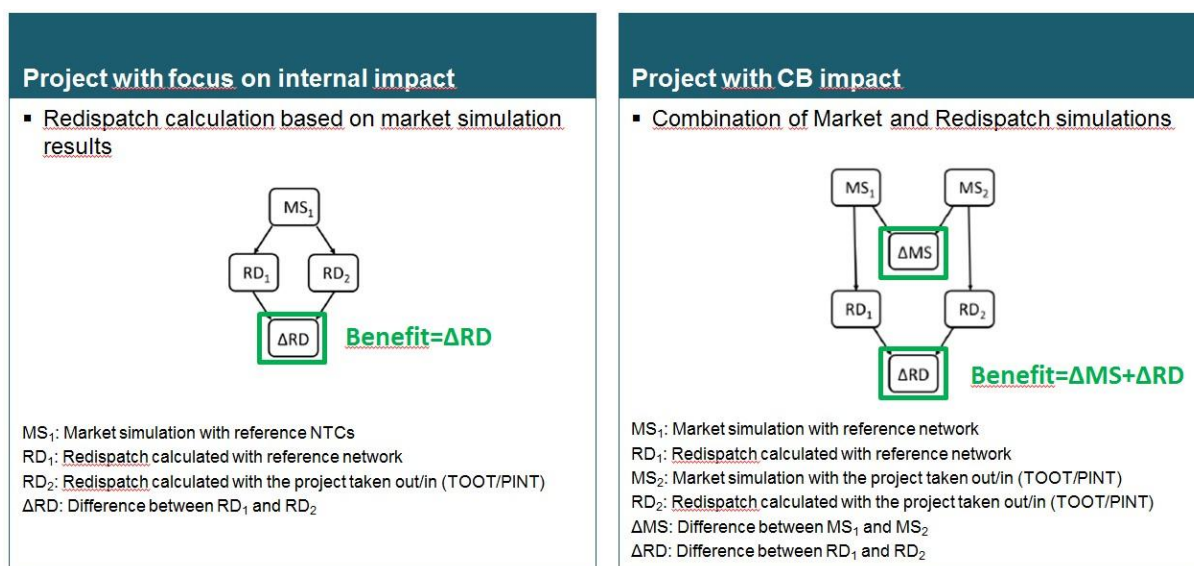 Project with focus on internal impact
▪ Redispatch calculation based on market simulation
results
MS₁
RD₁ RD₂
ΔRD Benefit=ΔRD
MS₁: Market simulation with reference NTCs
RD₁: Redispatch calculated with reference network
RD₂: Redispatch calculated with the project taken out/in (TOOT/PINT)
ΔRD: Difference between RD₁ and RD₂
Project with CB impact
▪ Combination of Market and Redispatch simulations
MS₁ MS₂
ΔMS
RD₁ RD₂
ΔRD Benefit=ΔMS+ΔRD
MS₁: Market simulation with reference network
RD₁: Redispatch calculated with reference network
MS₂: Market simulation with the project taken out/in (TOOT/PINT)
RD₂: Redispatch calculated with the project taken out/in (TOOT/PINT)
ΔMS: Difference between MS₁ and MS₂
ΔRD: Difference between RD₁ and RD₂